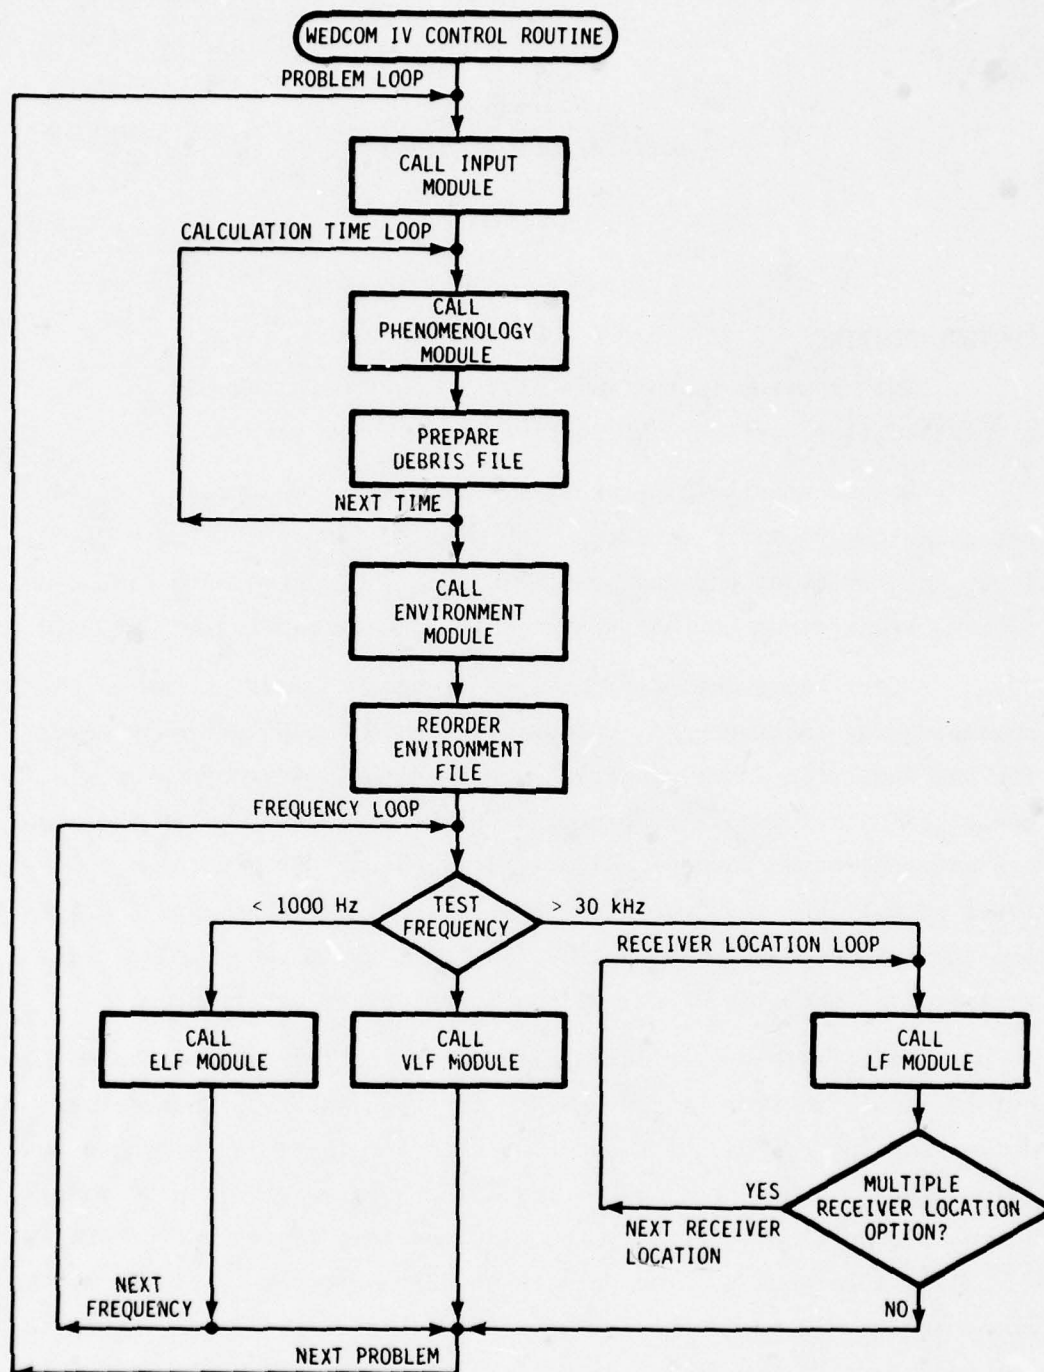 WEDCOM IV CONTROL ROUTINE
PROBLEM LOOP
CALL INPUT
MODULE
CALCULATION TIME LOOP
CALL
PHENOMENOLOGY
MODULE
PREPARE
DEBRIS FILE
NEXT TIME
CALL
ENVIRONMENT
MODULE
REORDER
ENVIRONMENT
FILE
FREQUENCY LOOP
TEST
FREQUENCY
< 1000 Hz
> 30 kHz
RECEIVER LOCATION LOOP
CALL
ELF MODULE
CALL
VLF MODULE
CALL
LF MODULE
MULTIPLE
RECEIVER LOCATION
OPTION?
YES
NEXT RECEIVER
LOCATION
NO
NEXT
FREQUENCY
NEXT PROBLEM